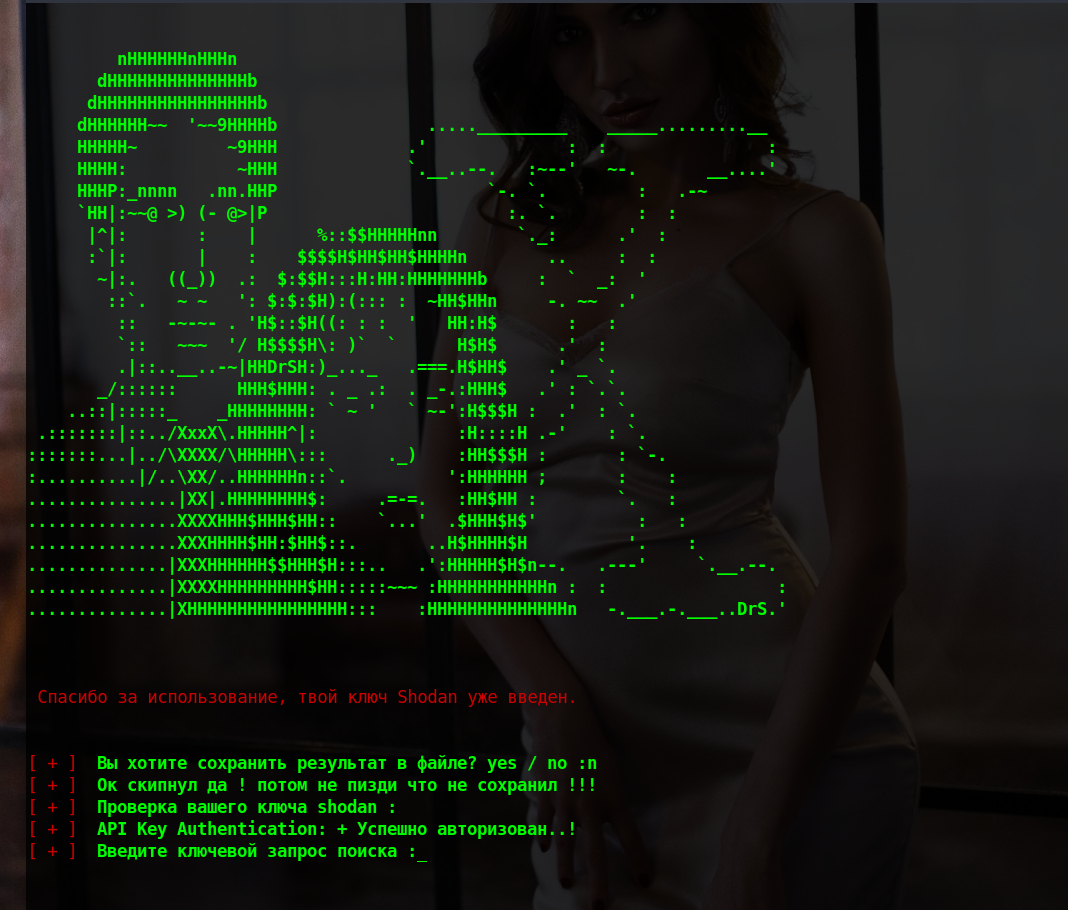 Спасибо за использование, твой ключ Shodan уже введен.
[ + ]  Вы хотите сохранить результат в файле? yes / no :n
[ + ]  Ок скипнул да ! потом не пизди что не сохранил !!!
[ + ]  Проверка вашего ключа shodan :
[ + ]  API Key Authentication: + Успешно авторизован..!
[ + ]  Введите ключевой запрос поиска :_